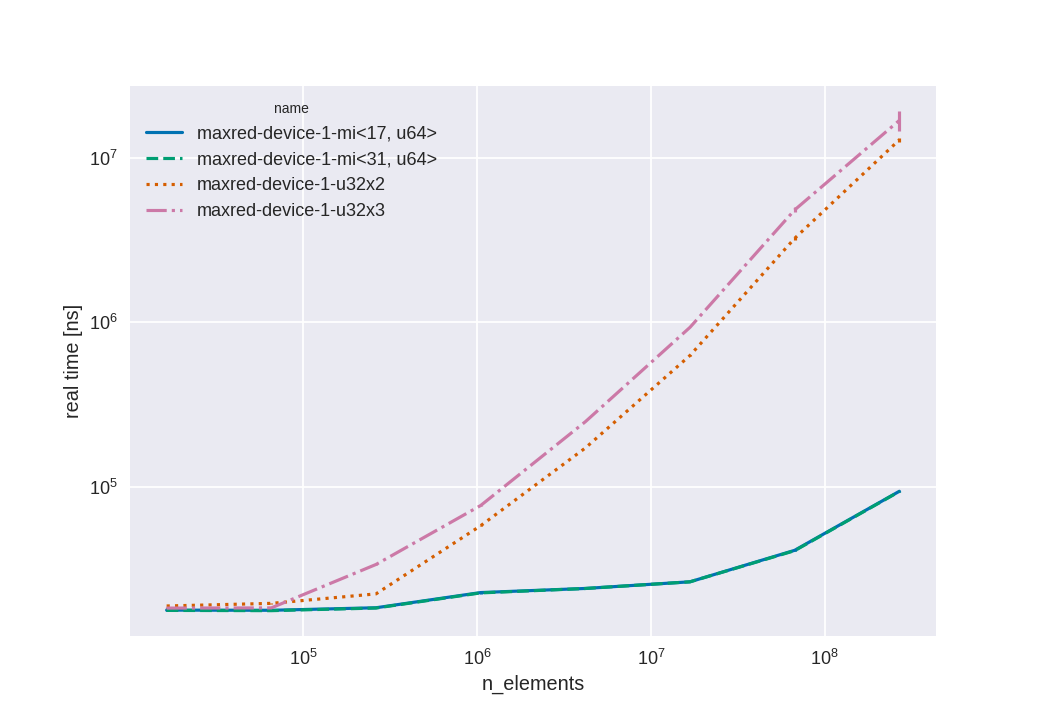 name
maxred-device-1-mi<17, u64>
maxred-device-1-mi<31, u64>
maxred-device-1-u32x2
maxred-device-1-u32x3
10⁷
10⁶
10⁵
real time [ns]
10⁵ 10⁶ 10⁷ 10⁸
n_elements